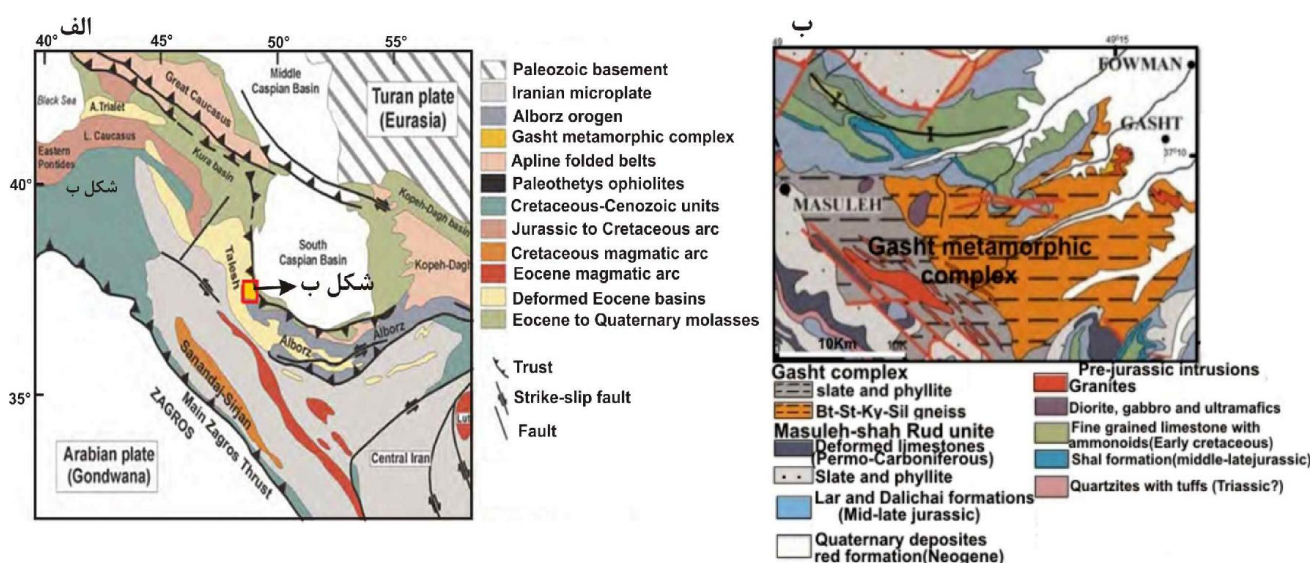 الف
40°
45°
50°
55°
Black Sea
A.Trialet
Great Caucasus
Middle
Caspian Basin
Turan plate
(Eurasia)
L. Caucasus
Eastern
Pontides
Kura basin
40°
شکل ب
Kopeh-Dagh basin
South
Caspian Basin
Kopeh-Dagh
Talesh
شکل ب
Alborz
Alborz
35°
Sanandaj-Sirjan
Main Zagros Thrust
ZAGROS
Arabian plate
(Gondwana)
Central Iran
Lut
Paleozoic basement
Iranian microplate
Alborz orogen
Gasht metamorphic complex
Apline folded belts
Paleothetys ophiolites
Cretaceous-Cenozoic units
Jurassic to Cretaceous arc
Cretaceous magmatic arc
Eocene magmatic arc
Deformed Eocene basins
Eocene to Quaternary molasses
Trust
Strike-slip fault
Fault
ب
49
49°15
FOWMAN
GASHT
37°10
MASULEH
Gasht metamorphic
complex
10Km
10K
Gasht complex
slate and phyllite
Bt-St-Ky-Sil gneiss
Masuleh-shah Rud unite
Deformed limestones
(Permo-Carboniferous)
Slate and phyllite
Lar and Dalichai formations
(Mid-late jurassic)
Quaternary deposites
red formation(Neogene)
Pre-jurassic intrusions
Granites
Diorite, gabbro and ultramafics
Fine grained limestone with
ammonoids(Early cretaceous)
Shal formation(middle-latejurassic)
Quartzites with tuffs (Triassic?)